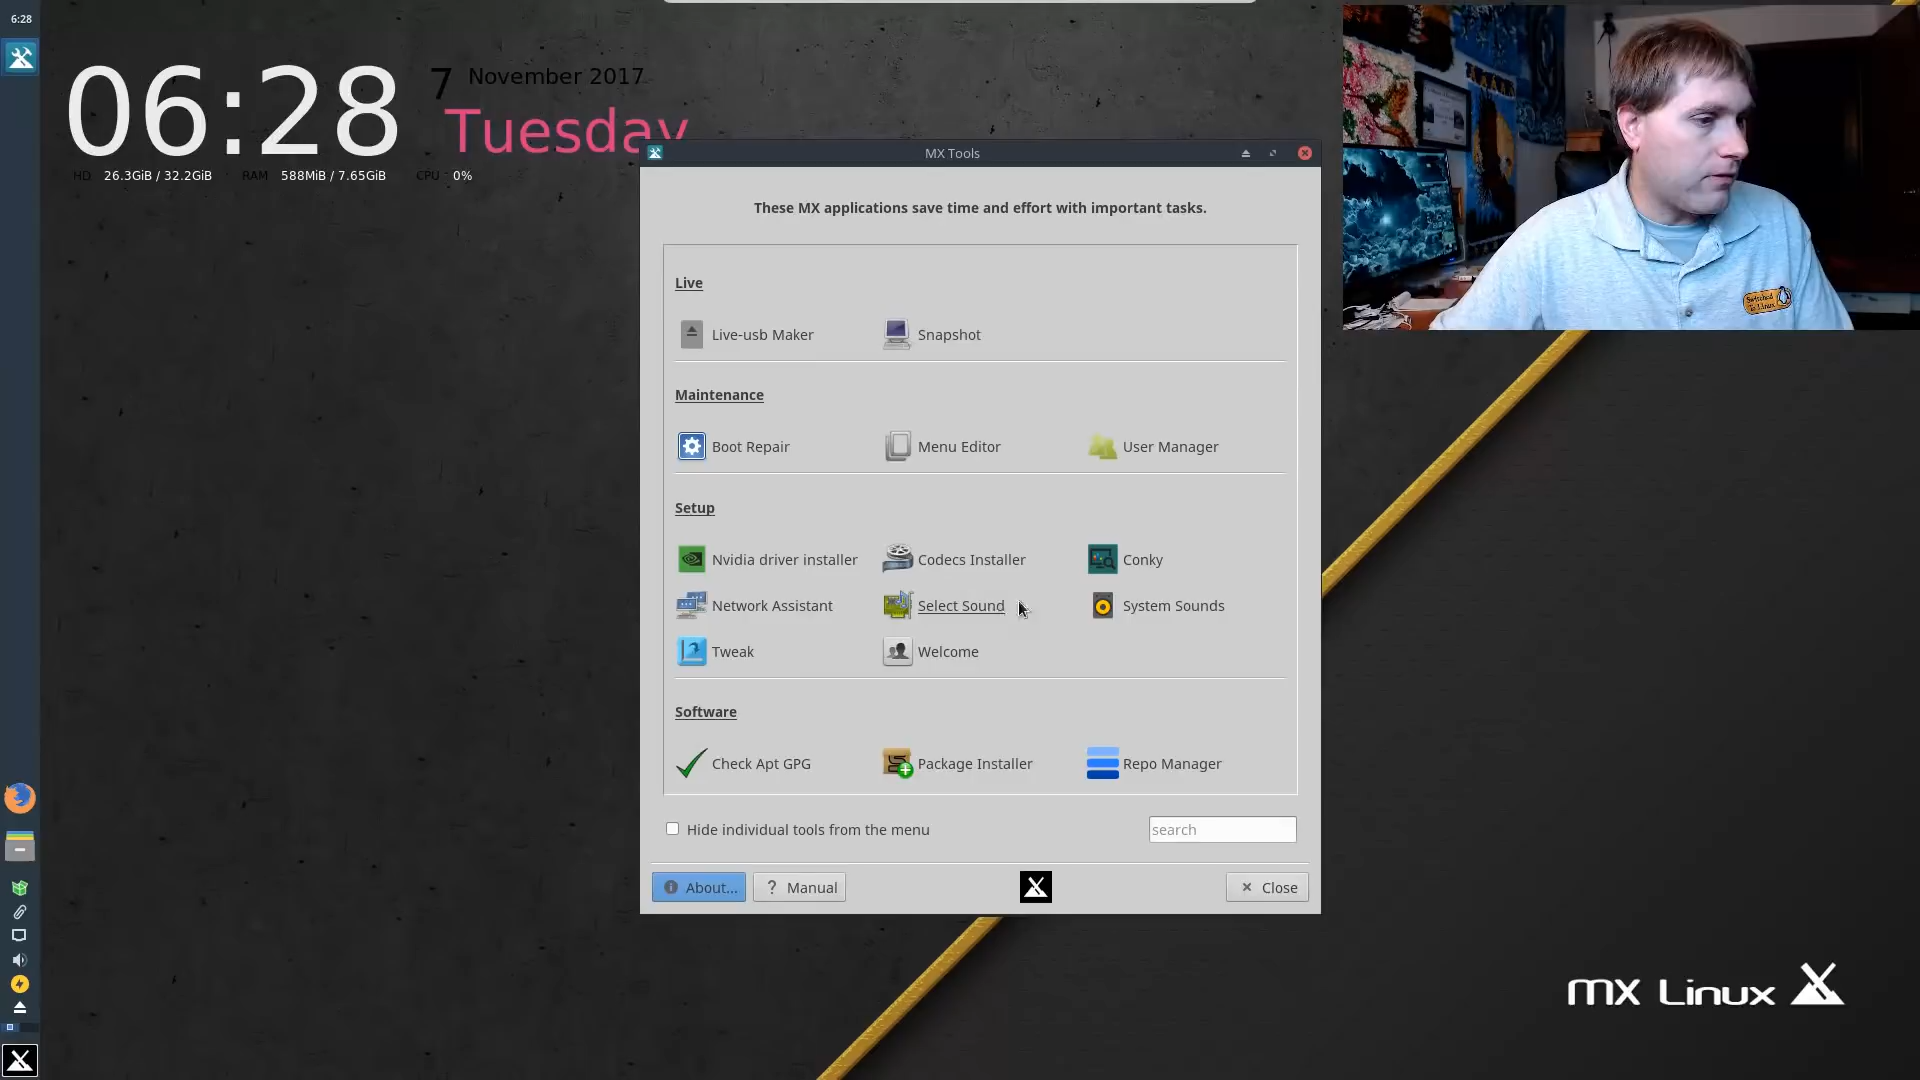 6:28
06:28
7 November 2017
Tuesday
HD 26.3GiB / 32.2GiB RAM 588MiB / 7.65GiB CPU 0%
MX Tools
These MX applications save time and effort with important tasks.
Live
Live-usb Maker Snapshot
Maintenance
Boot Repair Menu Editor User Manager
Setup
Nvidia driver installer Codecs Installer Conky
Network Assistant Select Sound System Sounds
Tweak Welcome
Software
Check Apt GPG Package Installer Repo Manager
Hide individual tools from the menu search
About... ? Manual Close
Switched
To Linux
mx Linux